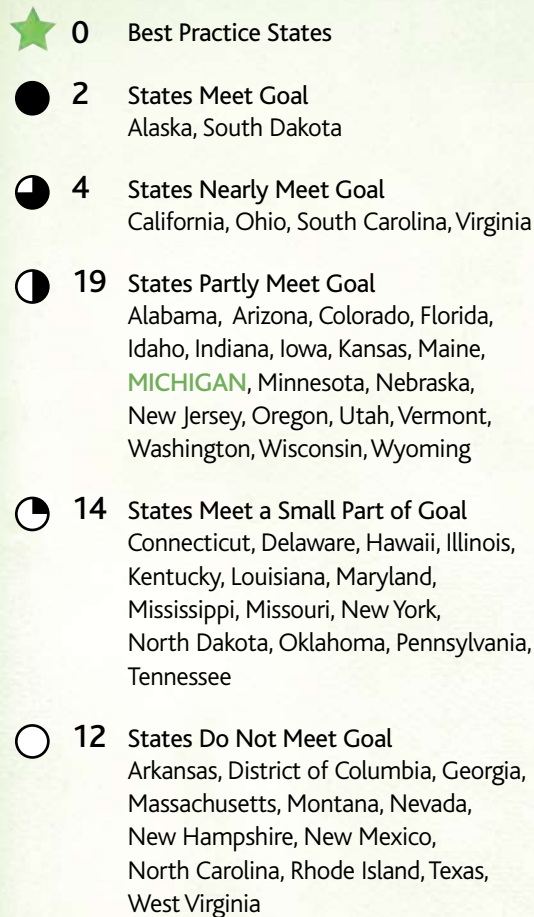 0 Best Practice States
2 States Meet Goal
Alaska, South Dakota
4 States Nearly Meet Goal
California, Ohio, South Carolina, Virginia
19 States Partly Meet Goal
Alabama, Arizona, Colorado, Florida,
Idaho, Indiana, Iowa, Kansas, Maine,
MICHIGAN, Minnesota, Nebraska,
New Jersey, Oregon, Utah, Vermont,
Washington, Wisconsin, Wyoming
14 States Meet a Small Part of Goal
Connecticut, Delaware, Hawaii, Illinois,
Kentucky, Louisiana, Maryland,
Mississippi, Missouri, New York,
North Dakota, Oklahoma, Pennsylvania,
Tennessee
12 States Do Not Meet Goal
Arkansas, District of Columbia, Georgia,
Massachusetts, Montana, Nevada,
New Hampshire, New Mexico,
North Carolina, Rhode Island, Texas,
West Virginia